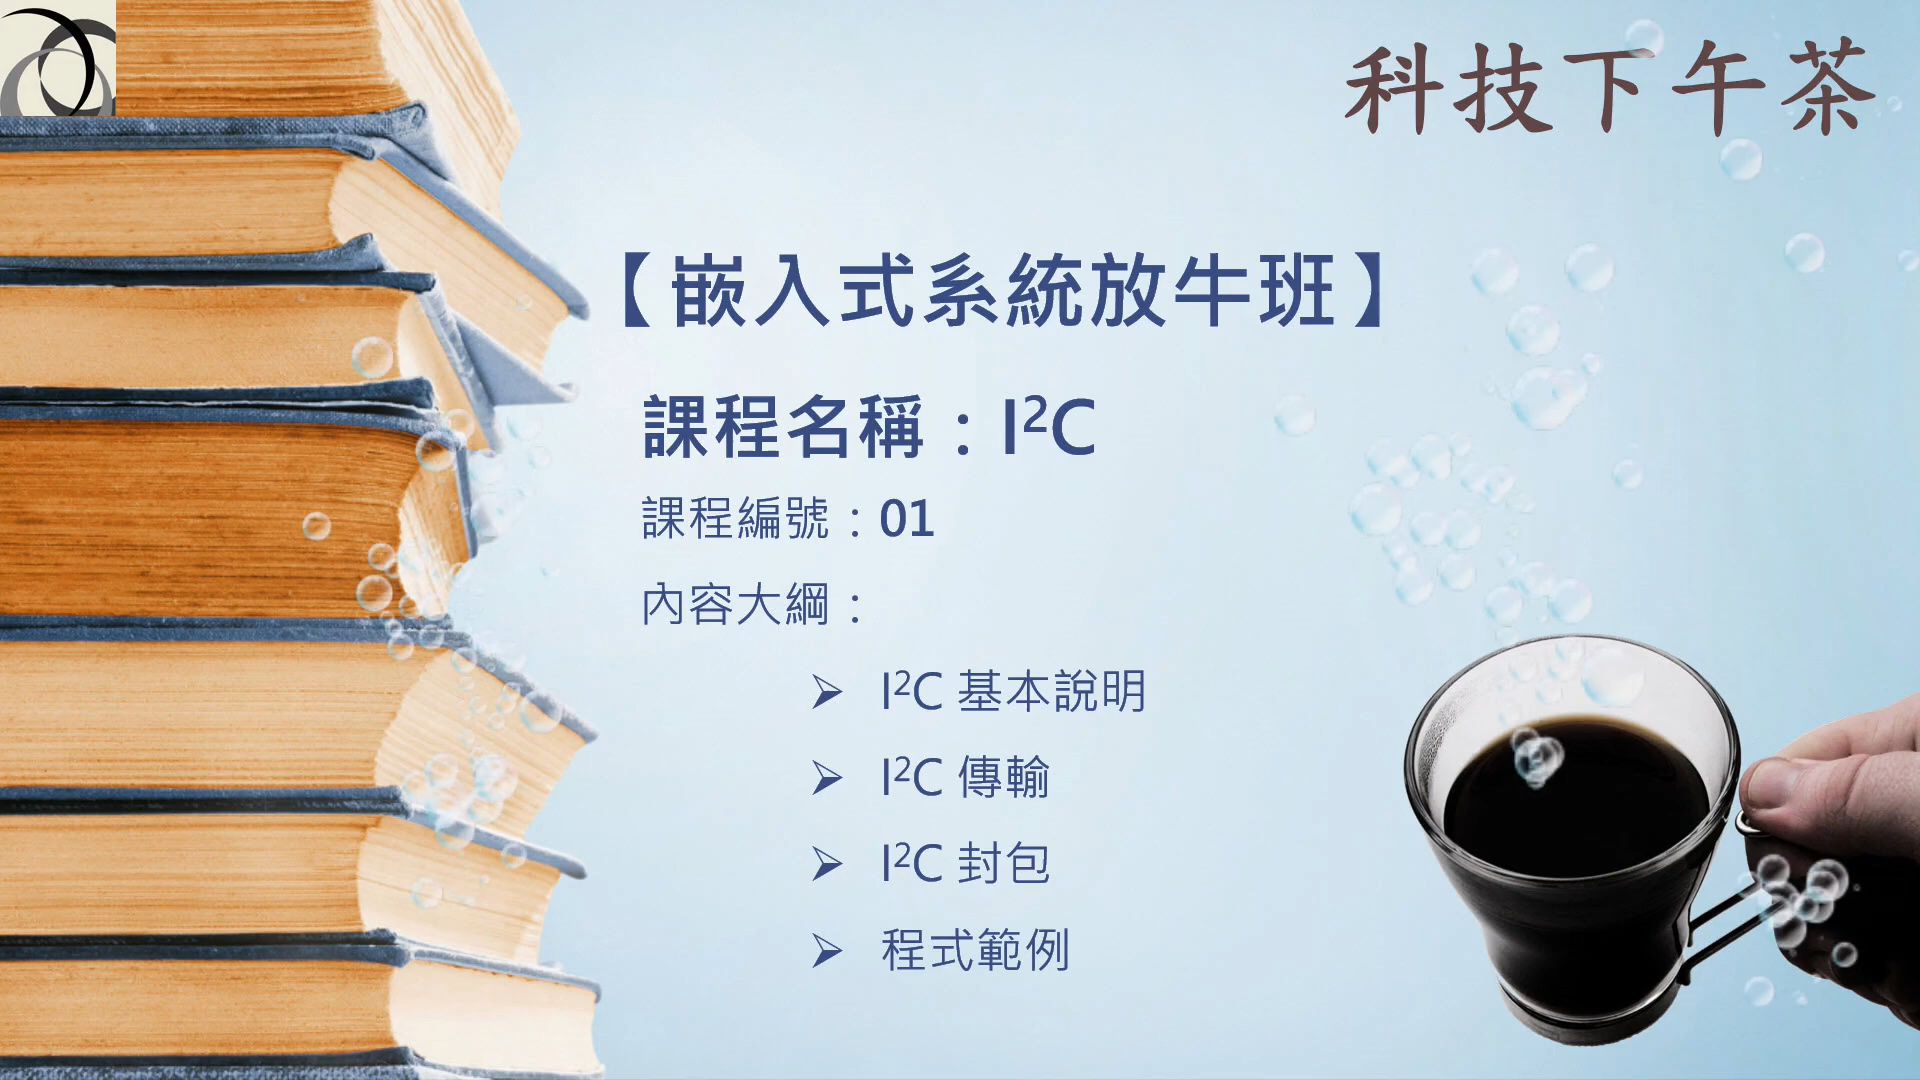 科技下午茶
【嵌入式系統放牛班】
課程名稱：I²C
課程編號：01
內容大綱：
➢ I²C 基本說明
➢ I²C 傳輸
➢ I²C 封包
➢ 程式範例